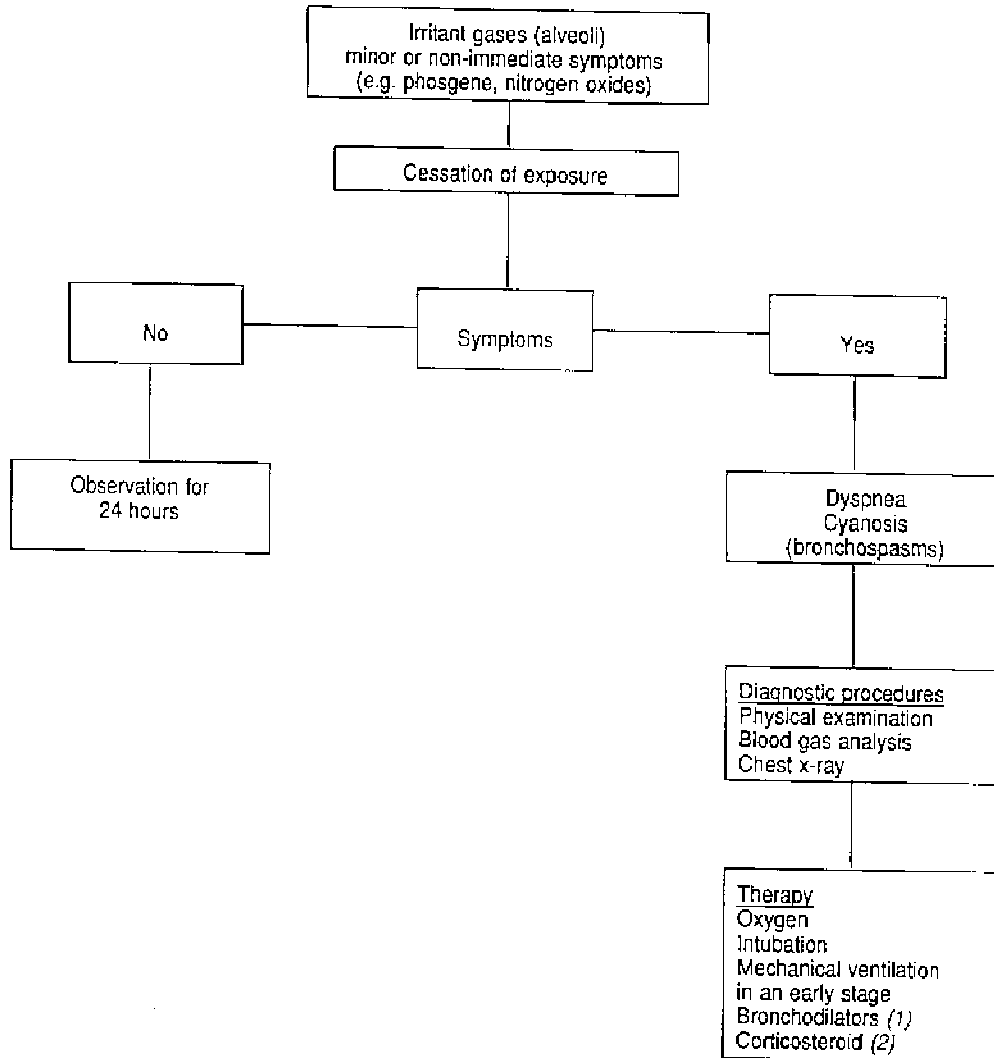 Irritant gases (alveoli)
minor or non-immediate symptoms
(e.g. phosgene, nitrogen oxides)
Cessation of exposure
No
Symptoms
Yes
Observation for
24 hours
Dyspnea
Cyanosis
(bronchospasms)
Diagnostic procedures
Physical examination
Blood gas analysis
Chest x-ray
Therapy
Oxygen
Intubation
Mechanical ventilation
in an early stage
Bronchodilators (1)
Corticosteroid (2)